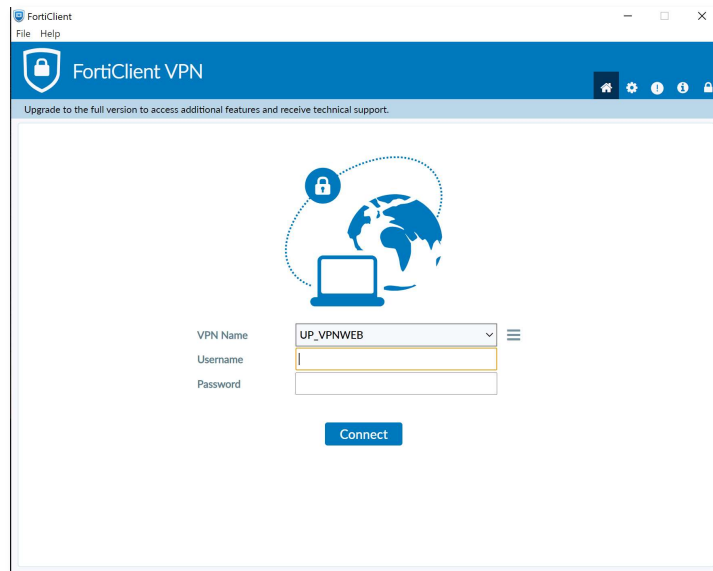 FortiClient
File Help
FortiClient VPN
Upgrade to the full version to access additional features and receive technical support.
VPN Name UP_VPNWEB
Username
Password
Connect